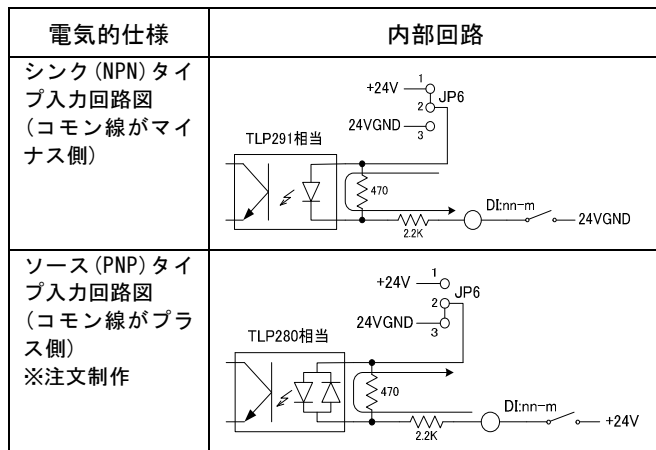 電気的仕様
内部回路
シンク(NPN)タイ
プ入力回路図
(コモン線がマイ
ナス側)
+24V
1
2
JP6
24VGND
3
TLP291相当
470
DI:nn-m
2.2K
24VGND
ソース(PNP)タイ
プ入力回路図
(コモン線がプラ
ス側)
※注文制作
+24V
1
2
JP6
24VGND
3
TLP280相当
470
DI:nn-m
2.2K
+24V